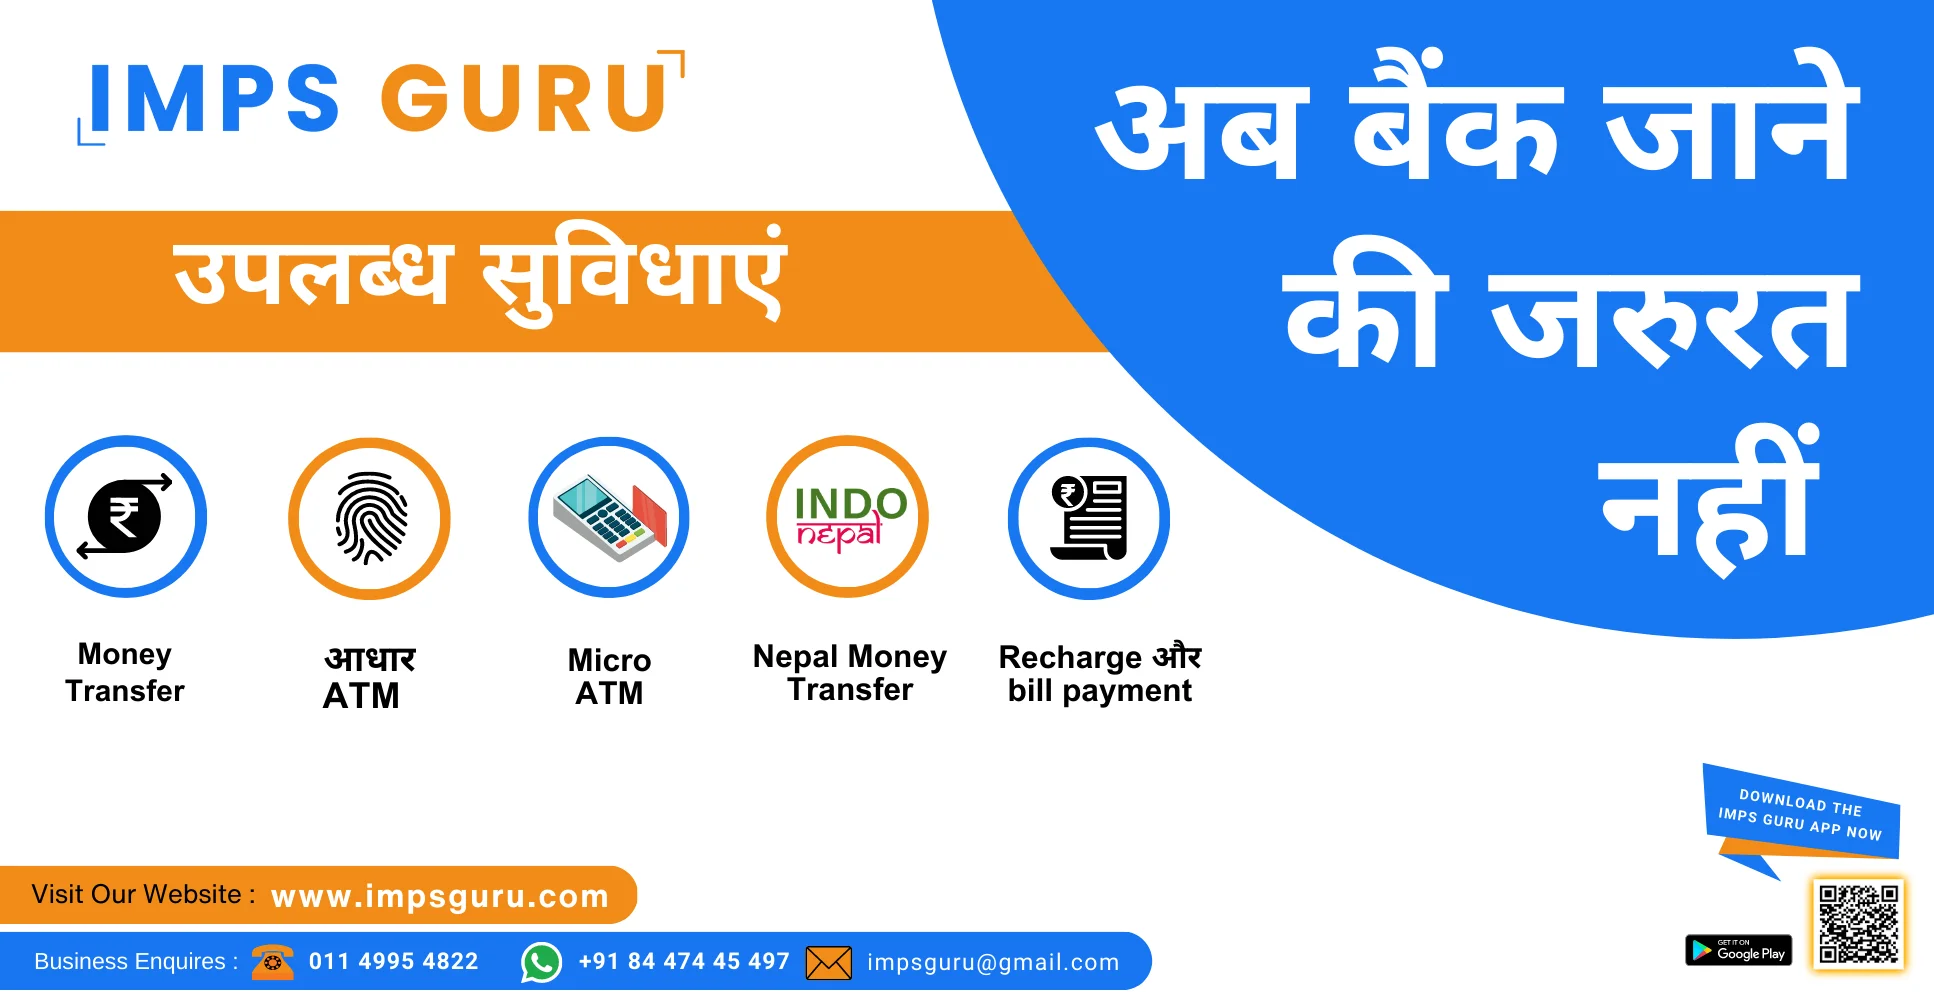 IMPS GURU
अब बैंक जाने
की जरुरत
नहीं
उपलब्ध सुविधाएं
INDO
nepal
Money
Transfer
आधार
ATM
Micro
ATM
Nepal Money
Transfer
Recharge और
bill payment
DOWNLOAD THE
IMPS GURU APP NOW
Visit Our Website : www.impsguru.com
Business Enquires : 011 4995 4822 +91 84 474 45 497 impsguru@gmail.com
GET IT ON
Google Play